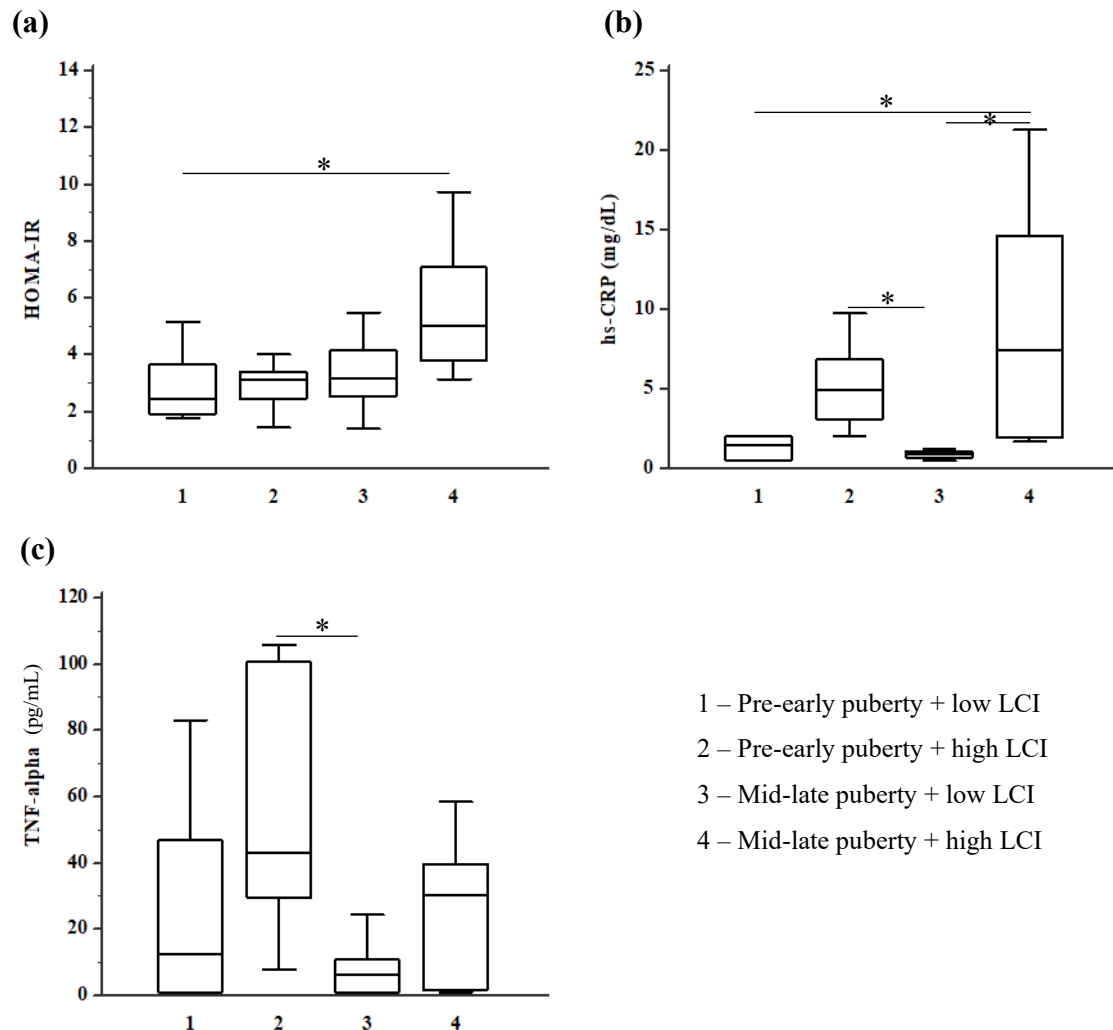 (a)
14
12
10
8
6
4
2
0
HOMA-IR
*
1 2 3 4
(b)
25
20
15
10
5
0
hs-CRP (mg/dL)
*
*
*
1 2 3 4
(c)
120
100
80
60
40
20
0
TNF-alpha (pg/mL)
*
1 2 3 4
1 – Pre-early puberty + low LCI
2 – Pre-early puberty + high LCI
3 – Mid-late puberty + low LCI
4 – Mid-late puberty + high LCI